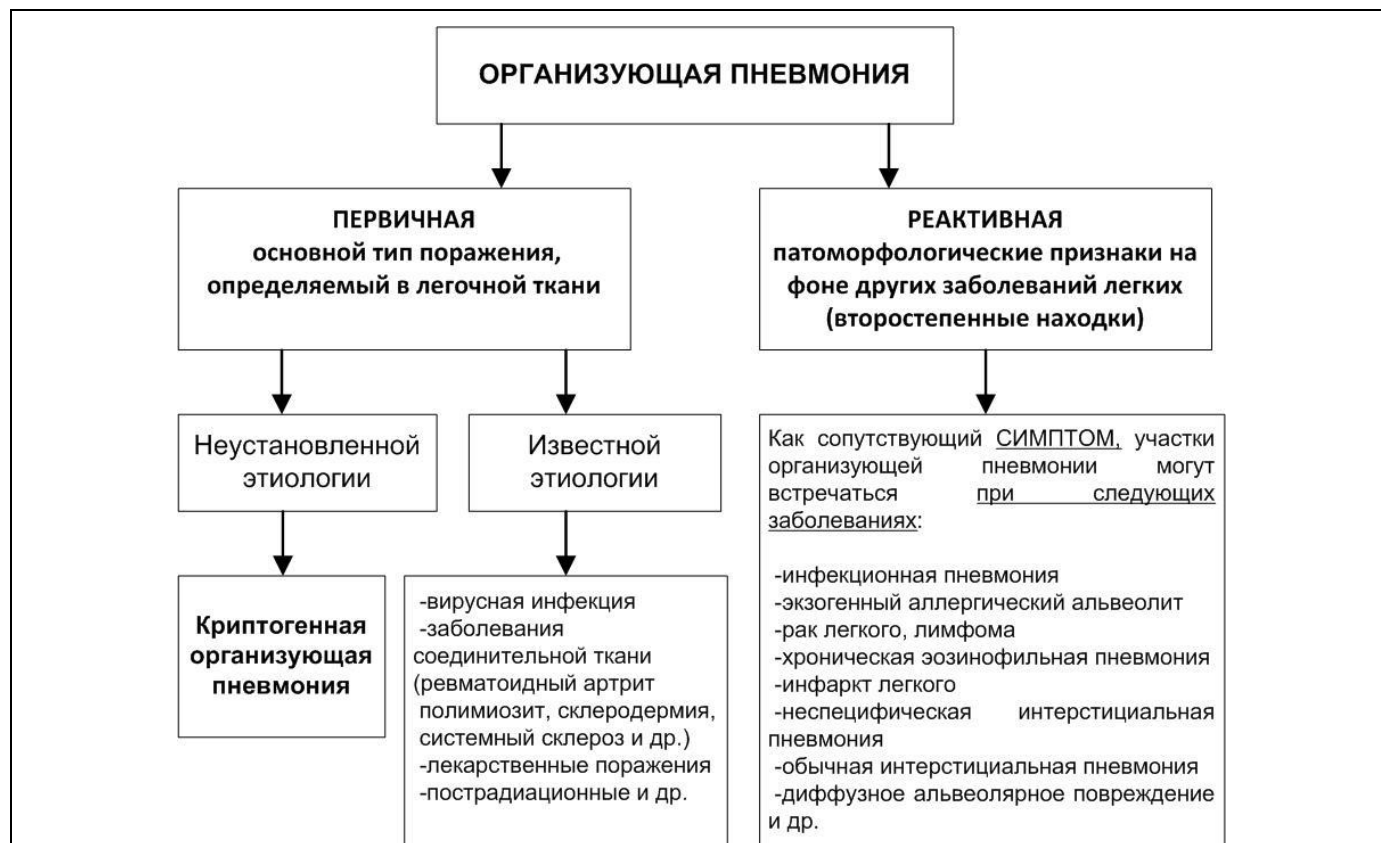 ОРГАНИЗУЮЩАЯ ПНЕВМОНИЯ
ПЕРВИЧНАЯ
основной тип поражения,
определяемый в легочной ткани
РЕАКТИВНАЯ
патоморфологические признаки на
фоне других заболеваний легких
(второстепенные находки)
Неустановленной
этиологии
Известной
этиологии
Криптогенная
организующая
пневмония
-вирусная инфекция
-заболевания
соединительной ткани
(ревматоидный артрит
полимиозит, склеродермия,
системный склероз и др.)
-лекарственные поражения
-пострадиационные и др.
Как сопутствующий СИМПТОМ, участки
организующей пневмонии могут
встречаться при следующих
заболеваниях:
-инфекционная пневмония
-экзогенный аллергический альвеолит
-рак легкого, лимфома
-хроническая эозинофильная пневмония
-инфаркт легкого
-неспецифическая интерстициальная
пневмония
-обычная интерстициальная пневмония
-диффузное альвеолярное повреждение
и др.